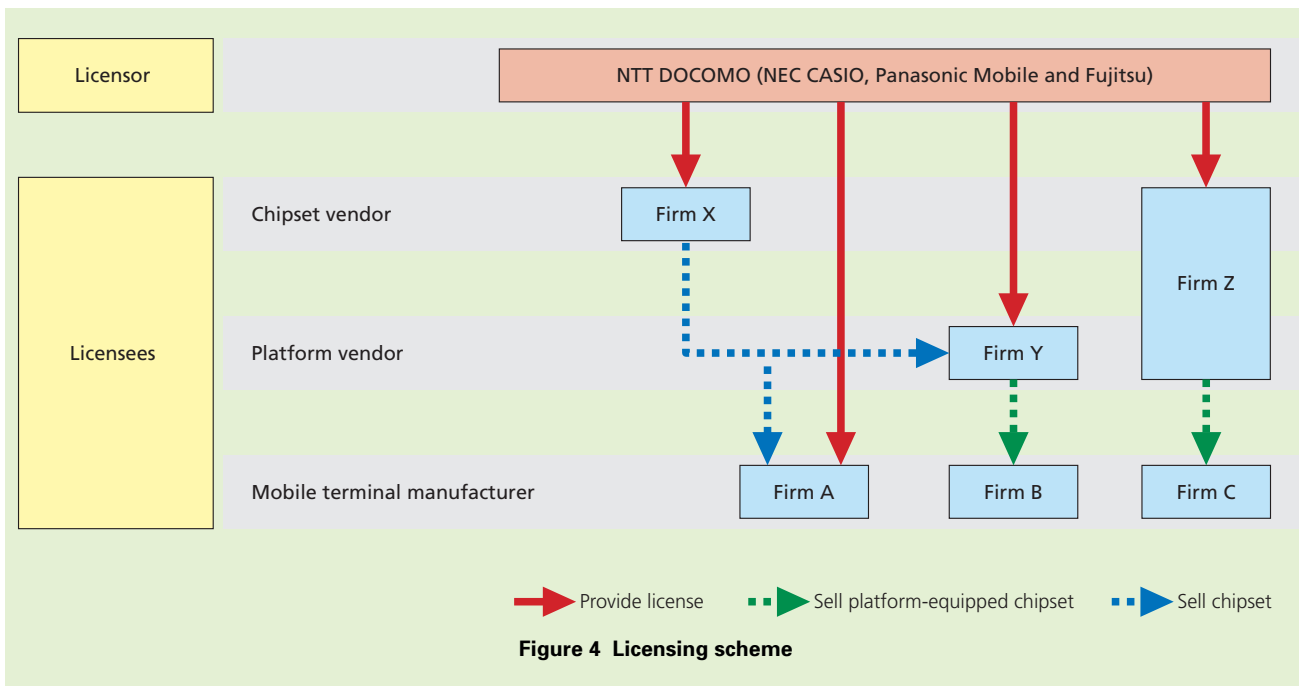 Licensor
NTT DOCOMO (NEC CASIO, Panasonic Mobile and Fujitsu)
Licensees
Chipset vendor
Firm X
Firm Z
Platform vendor
Firm Y
Mobile terminal manufacturer
Firm A
Firm B
Firm C
Provide license
Sell platform-equipped chipset
Sell chipset
Figure 4 Licensing scheme